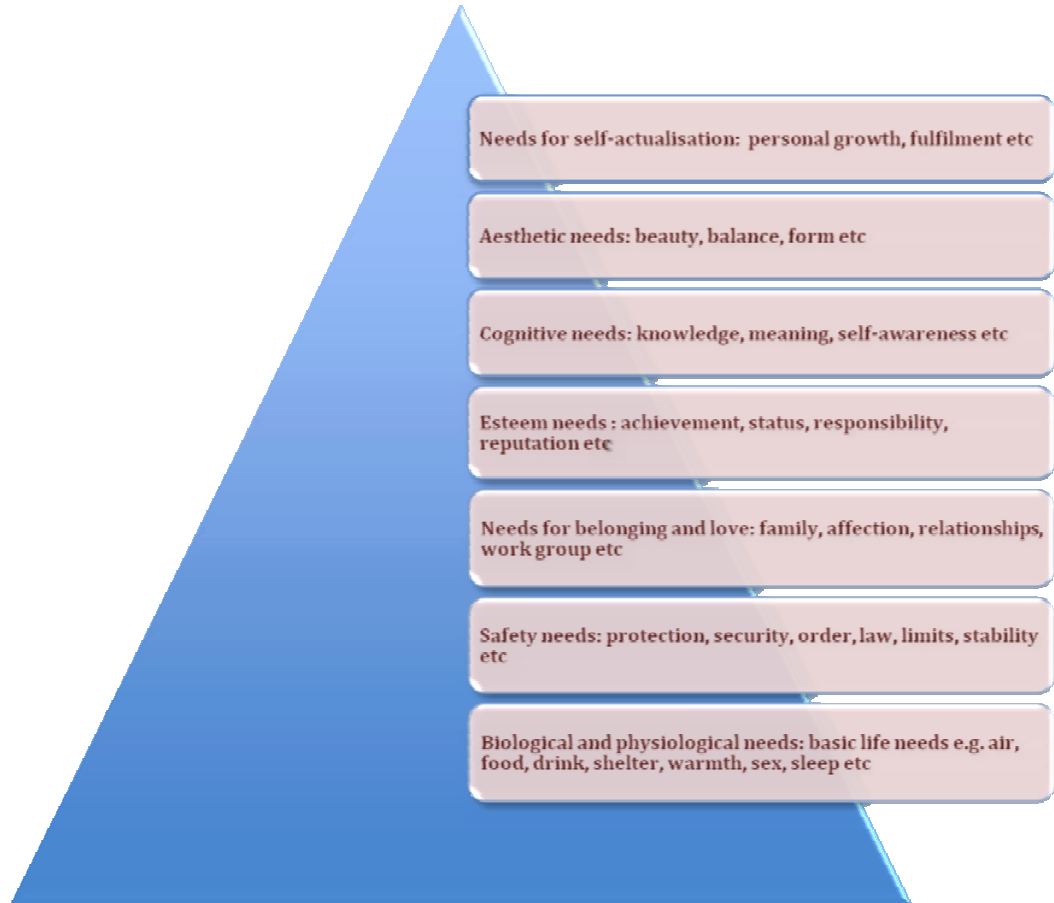 Needs for self-actualisation:  personal growth, fulfilment etc
Aesthetic needs: beauty, balance, form etc
Cognitive needs: knowledge, meaning, self-awareness etc
Esteem needs : achievement, status, responsibility,
reputation etc
Needs for belonging and love: family, affection, relationships,
work group etc
Safety needs: protection, security, order, law, limits, stability
etc
Biological and physiological needs: basic life needs e.g. air,
food, drink, shelter, warmth, sex, sleep etc